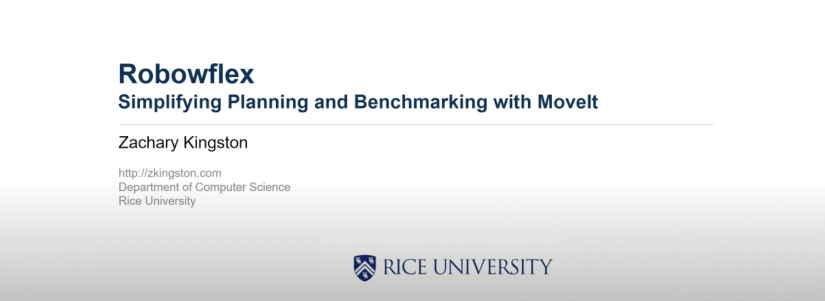 Robowflex
Simplifying Planning and Benchmarking with MoveIt
Zachary Kingston
http://zkingston.com
Department of Computer Science
Rice University
RICE UNIVERSITY